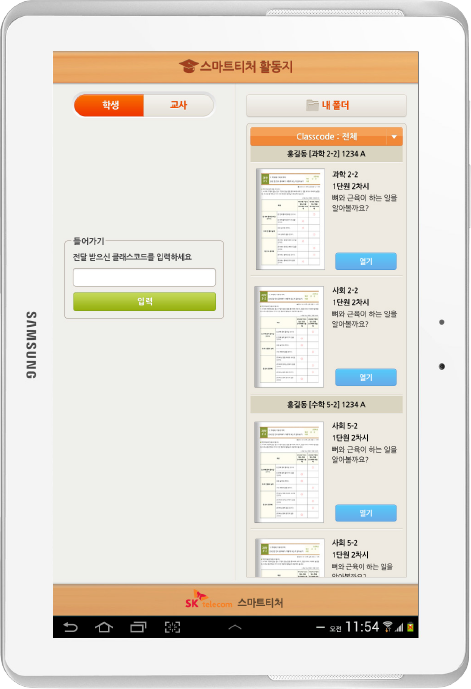 스마트티처 활동지
학생
교사
들어가기
전달 받으신 클래스코드를 입력하세요
입력
내 폴더
Classcode : 전체
홍길동 [과학 2-2] 1234 A
과학 2-2
1단원 2차시
뼈와 근육이 하는 일을
알아볼까요?
열기
사회 2-2
1단원 2차시
뼈와 근육이 하는 일을
알아볼까요?
열기
홍길동 [수학 5-2] 1234 A
사회 5-2
1단원 2차시
뼈와 근육이 하는 일을
알아볼까요?
열기
사회 5-2
1단원 2차시
뼈와 근육이 하는 일을
알아볼까요?
SK telecom 스마트티처
오전 11:54
SAMSUNG